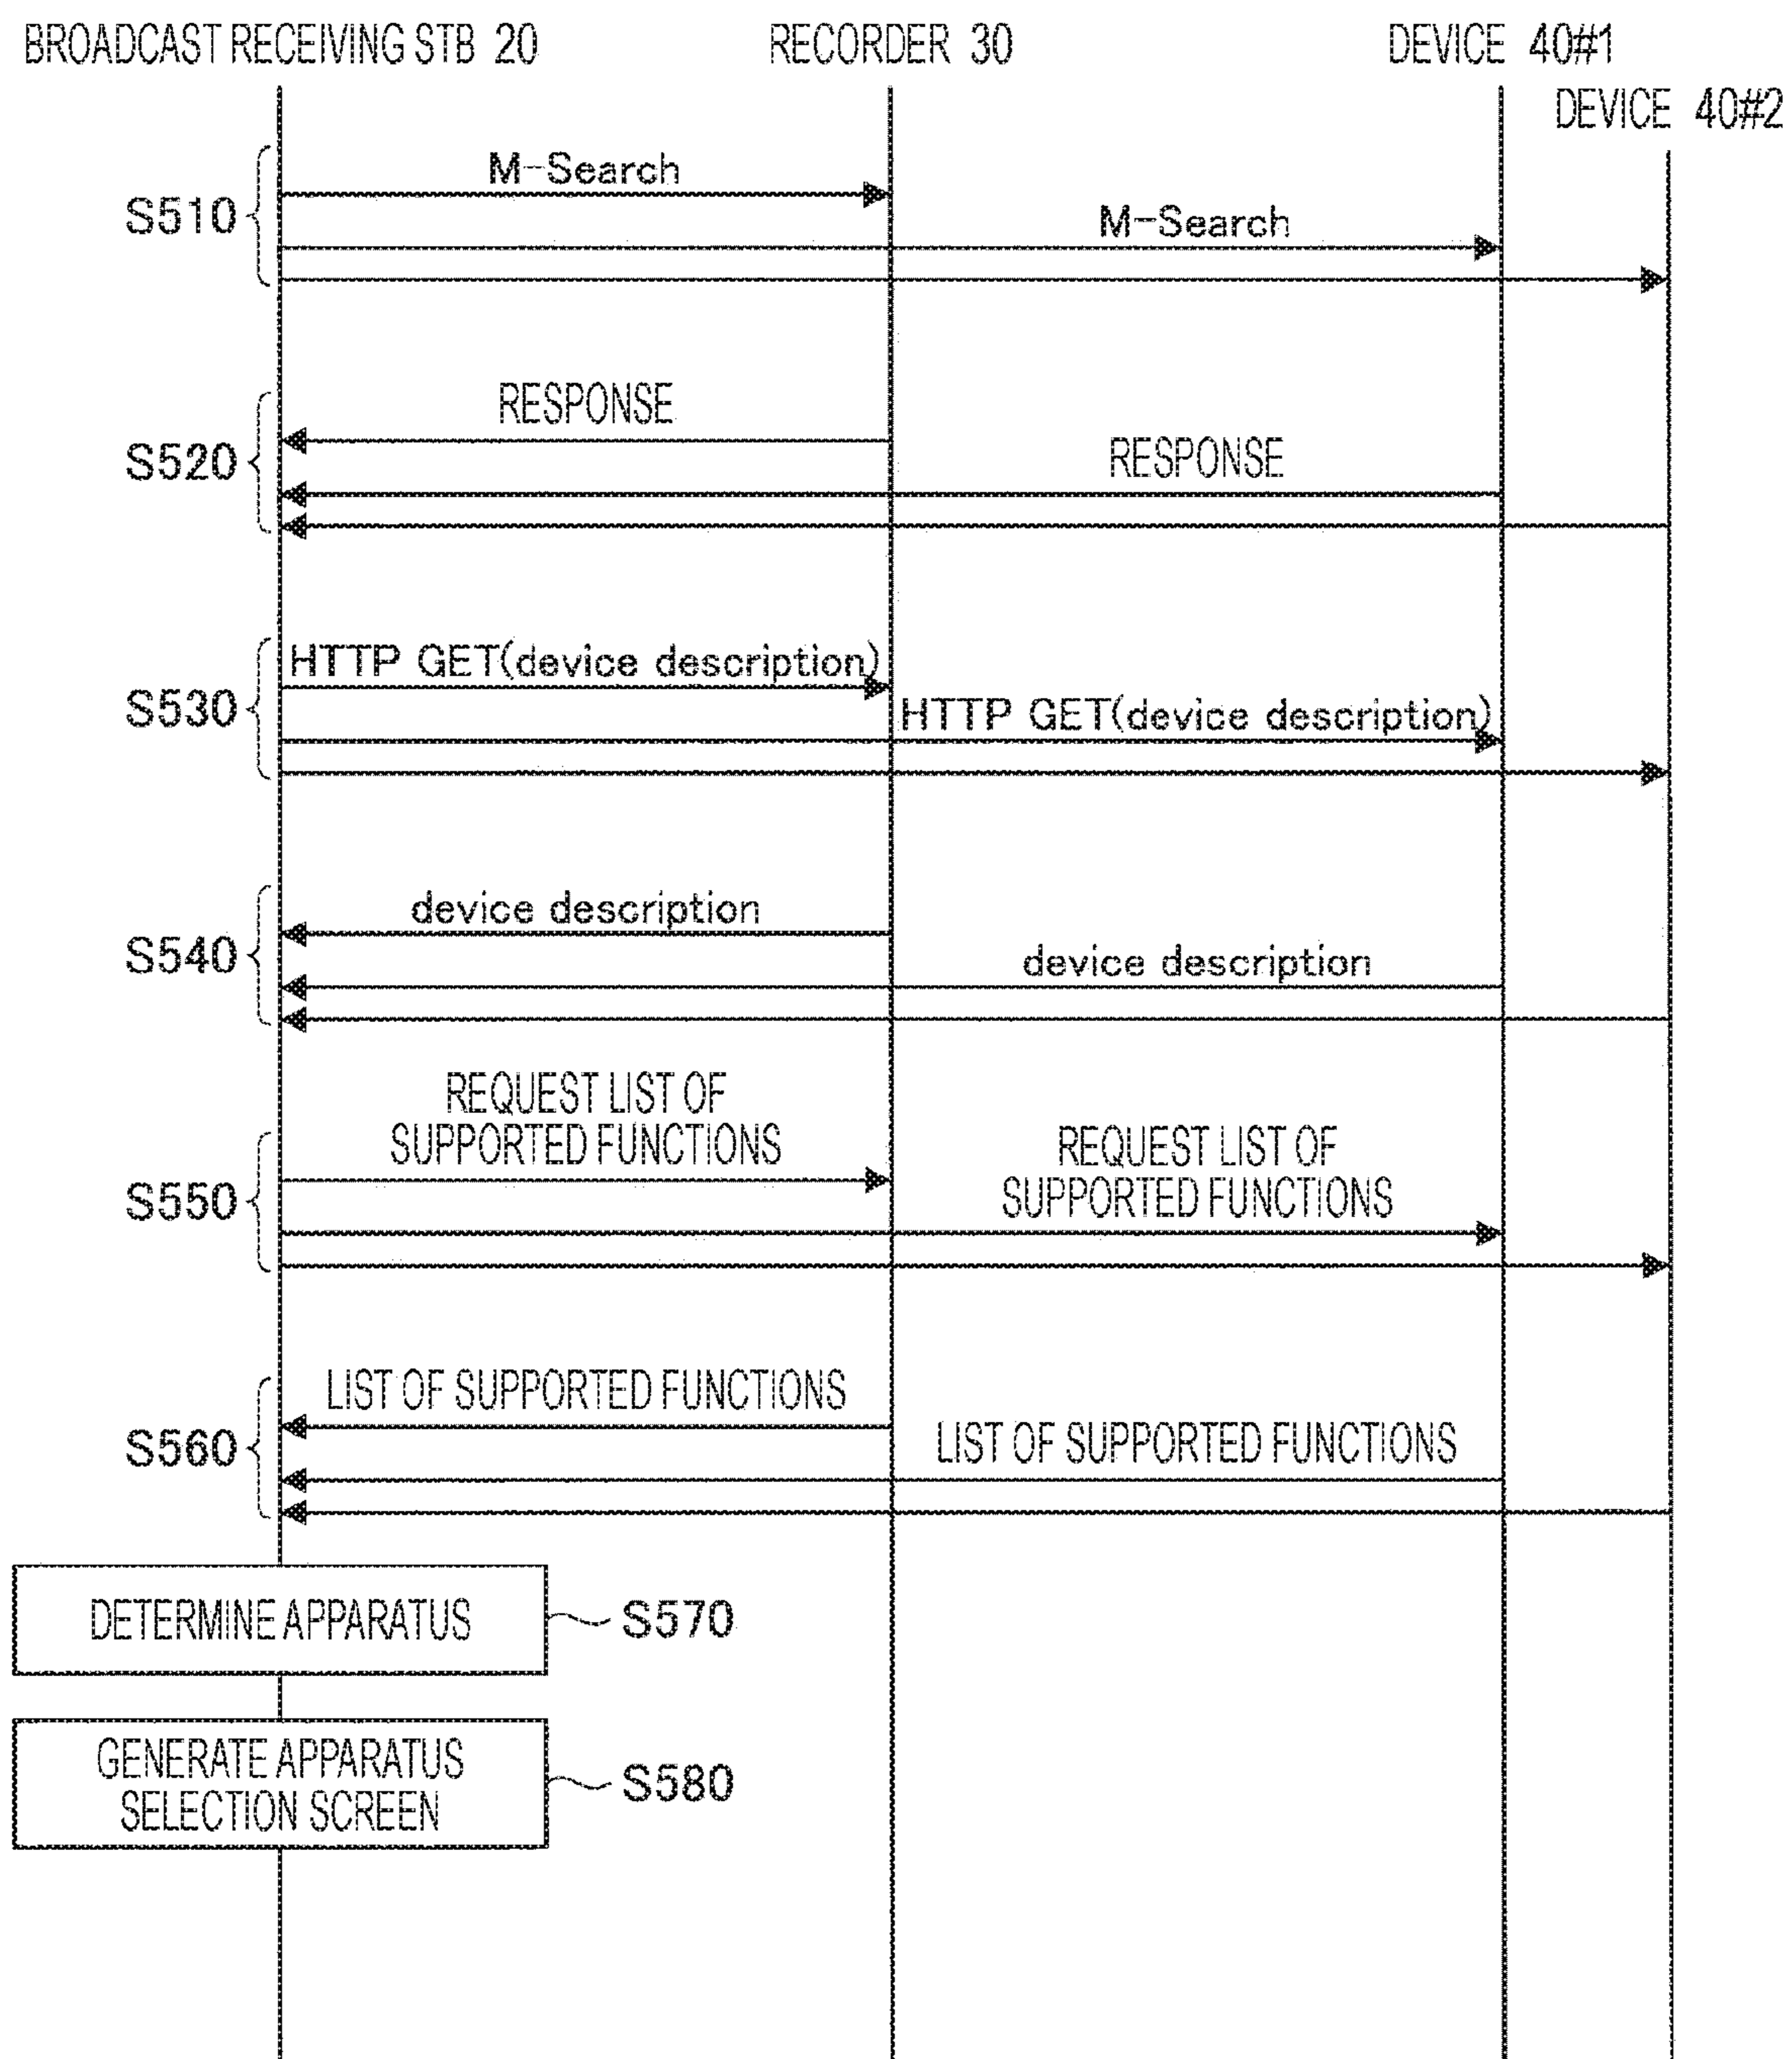 BROADCAST RECEIVING STB 20
RECORDER 30
DEVICE 40#1
DEVICE 40#2
S510
M-Search
M-Search
S520
RESPONSE
RESPONSE
S530
HTTP GET(device description)
HTTP GET(device description)
S540
device description
device description
S550
REQUEST LIST OF
SUPPORTED FUNCTIONS
REQUEST LIST OF
SUPPORTED FUNCTIONS
S560
LIST OF SUPPORTED FUNCTIONS
LIST OF SUPPORTED FUNCTIONS
DETERMINE APPARATUS
S570
GENERATE APPARATUS
SELECTION SCREEN
S580